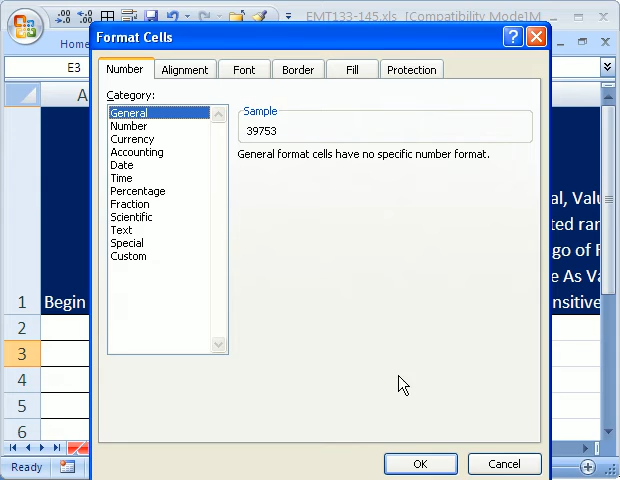 EMT133-145.xls [Compatibility Mode] M
Format Cells
Home
E3
Number Alignment Font Border Fill Protection
Category:
General
Number
Currency
Accounting
Date
Time
Percentage
Fraction
Scientific
Text
Special
Custom
Sample
39753
General format cells have no specific number format.
A
al, Valu
ted ran
go of F
e As Va
1 Begin
nsitive
2
3
4
5
6
OK Cancel
Ready